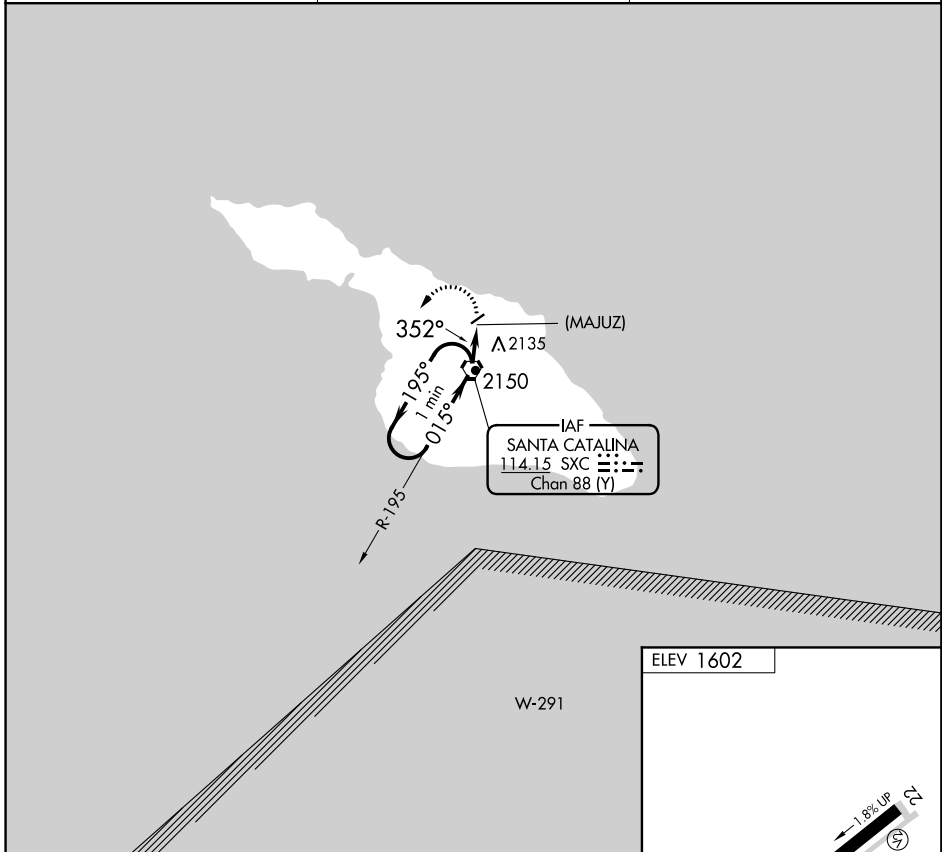 (MAJUZ)
352°
2135
2150
195°
1 min
015°
IAF
SANTA CATALINA
114.15 SXC
Chan 88 (Y)
R-195
W-291
ELEV 1602
22
1.8% UP